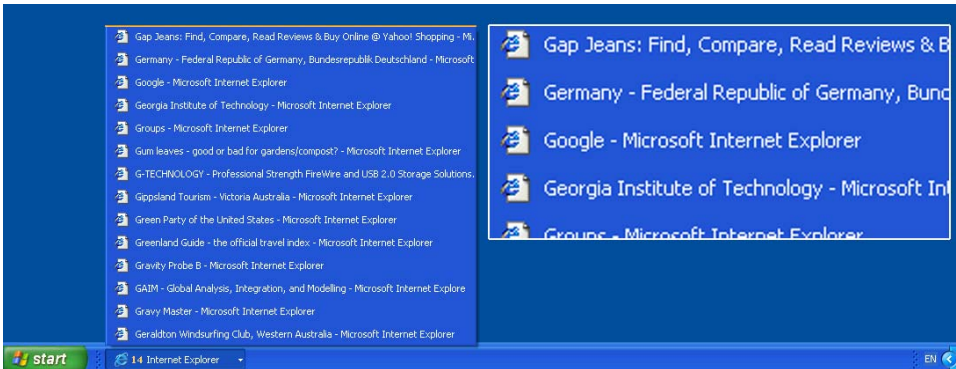 Gap Jeans: Find, Compare, Read Reviews & Buy Online @ Yahoo! Shopping - Mi.
Germany - Federal Republic of Germany, Bundesrepublik Deutschland - Microsoft
Google - Microsoft Internet Explorer
Georgia Institute of Technology - Microsoft Internet Explorer
Groups - Microsoft Internet Explorer
Gum leaves - good or bad for gardens/compost? - Microsoft Internet Explorer
G-TECHNOLOGY - Professional Strength FireWire and USB 2.0 Storage Solutions.
Gippsland Tourism - Victoria Australia - Microsoft Internet Explorer
Green Party of the United States - Microsoft Internet Explorer
Greenland Guide - the official travel index - Microsoft Internet Explorer
Gravity Probe B - Microsoft Internet Explorer
GAIM - Global Analysis, Integration, and Modelling - Microsoft Internet Explore
Gravy Master - Microsoft Internet Explorer
Geraldton Windsurfing Club, Western Australia - Microsoft Internet Explorer
Gap Jeans: Find, Compare, Read Reviews & B
Germany - Federal Republic of Germany, Bund
Google - Microsoft Internet Explorer
Georgia Institute of Technology - Microsoft Int
Groups - Microsoft Internet Explorer
start
14 Internet Explorer
EN